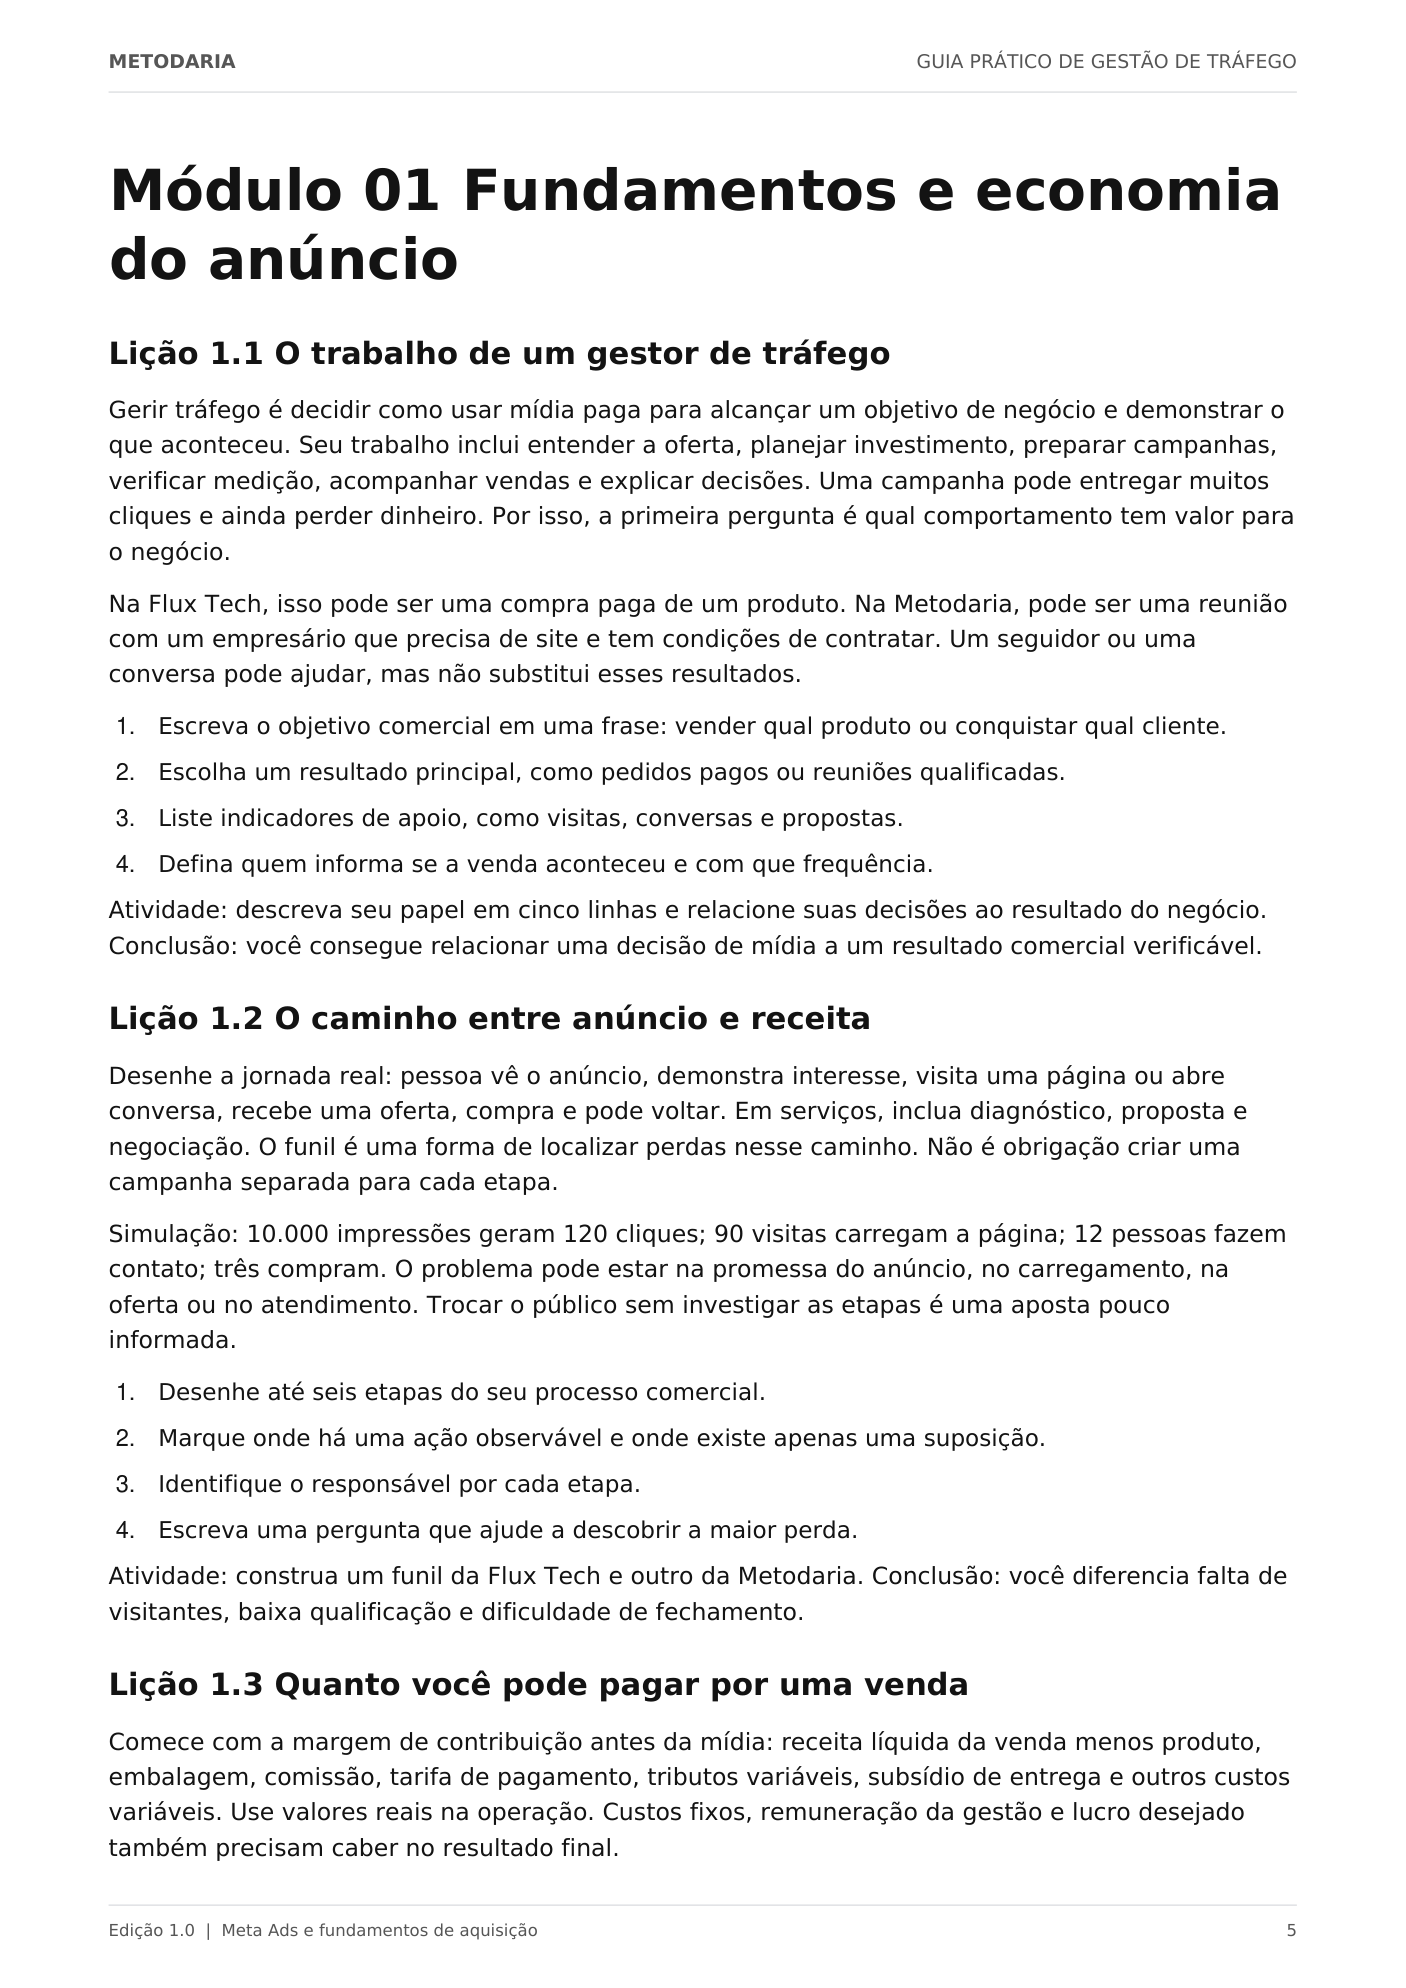 METODARIA
GUIA PRÁTICO DE GESTÃO DE TRÁFEGO
Módulo 01 Fundamentos e economia
do anúncio
Lição 1.1 O trabalho de um gestor de tráfego
Gerir tráfego é decidir como usar mídia paga para alcançar um objetivo de negócio e demonstrar o
que aconteceu. Seu trabalho inclui entender a oferta, planejar investimento, preparar campanhas,
verificar medição, acompanhar vendas e explicar decisões. Uma campanha pode entregar muitos
cliques e ainda perder dinheiro. Por isso, a primeira pergunta é qual comportamento tem valor para
o negócio.
Na Flux Tech, isso pode ser uma compra paga de um produto. Na Metodaria, pode ser uma reunião
com um empresário que precisa de site e tem condições de contratar. Um seguidor ou uma
conversa pode ajudar, mas não substitui esses resultados.
1. Escreva o objetivo comercial em uma frase: vender qual produto ou conquistar qual cliente.
2. Escolha um resultado principal, como pedidos pagos ou reuniões qualificadas.
3. Liste indicadores de apoio, como visitas, conversas e propostas.
4. Defina quem informa se a venda aconteceu e com que frequência.
Atividade: descreva seu papel em cinco linhas e relacione suas decisões ao resultado do negócio.
Conclusão: você consegue relacionar uma decisão de mídia a um resultado comercial verificável.
Lição 1.2 O caminho entre anúncio e receita
Desenhe a jornada real: pessoa vê o anúncio, demonstra interesse, visita uma página ou abre
conversa, recebe uma oferta, compra e pode voltar. Em serviços, inclua diagnóstico, proposta e
negociação. O funil é uma forma de localizar perdas nesse caminho. Não é obrigação criar uma
campanha separada para cada etapa.
Simulação: 10.000 impressões geram 120 cliques; 90 visitas carregam a página; 12 pessoas fazem
contato; três compram. O problema pode estar na promessa do anúncio, no carregamento, na
oferta ou no atendimento. Trocar o público sem investigar as etapas é uma aposta pouco
informada.
1. Desenhe até seis etapas do seu processo comercial.
2. Marque onde há uma ação observável e onde existe apenas uma suposição.
3. Identifique o responsável por cada etapa.
4. Escreva uma pergunta que ajude a descobrir a maior perda.
Atividade: construa um funil da Flux Tech e outro da Metodaria. Conclusão: você diferencia falta de
visitantes, baixa qualificação e dificuldade de fechamento.
Lição 1.3 Quanto você pode pagar por uma venda
Comece com a margem de contribuição antes da mídia: receita líquida da venda menos produto,
embalagem, comissão, tarifa de pagamento, tributos variáveis, subsídio de entrega e outros custos
variáveis. Use valores reais na operação. Custos fixos, remuneração da gestão e lucro desejado
também precisam caber no resultado final.
Edição 1.0 | Meta Ads e fundamentos de aquisição
5